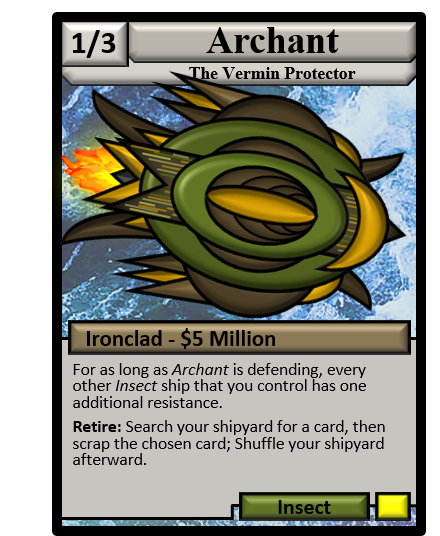 1/3
Archant
The Vermin Protector
Ironclad - $5 Million
For as long as Archant is defending, every
other Insect ship that you control has one
additional resistance.
Retire: Search your shipyard for a card, then
scrap the chosen card; Shuffle your shipyard
afterward.
Insect